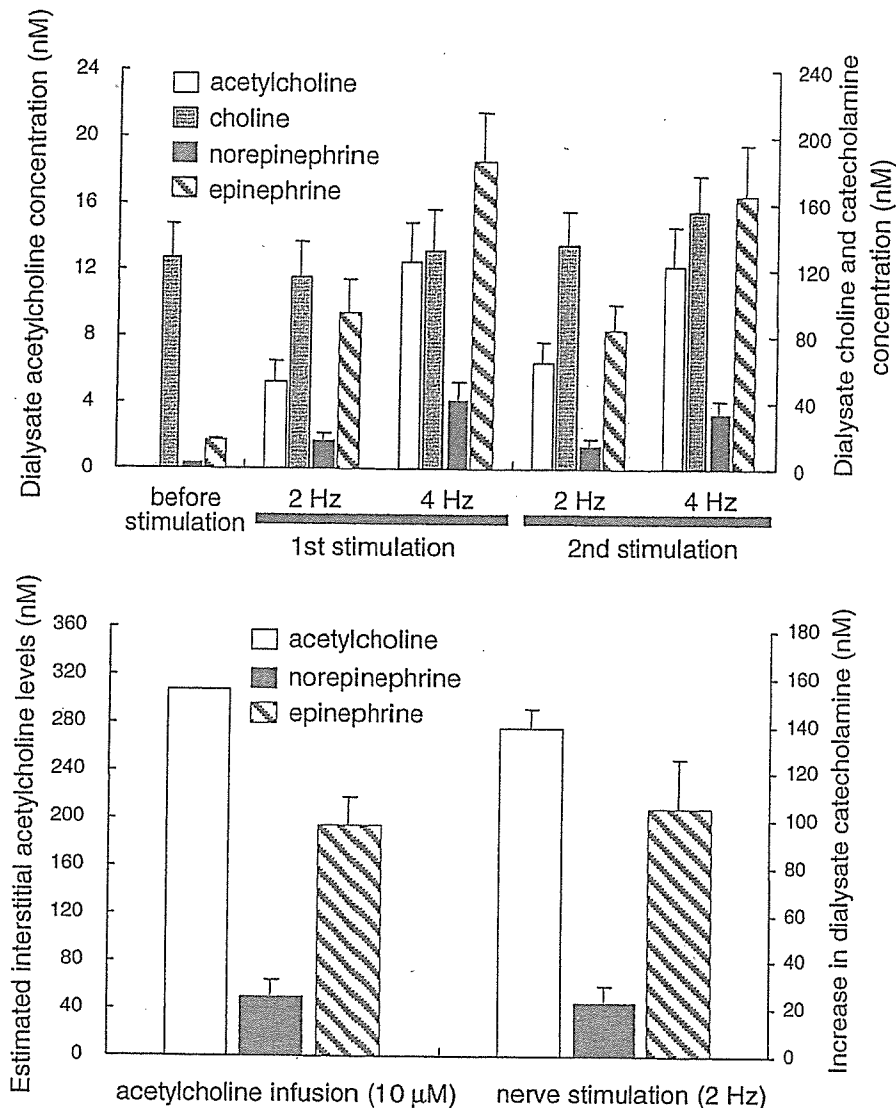 Dialysate acetylcholine concentration (nM)
24
20
16
12
8
4
0
acetylcholine
choline
norepinephrine
epinephrine
240
200
160
120
80
40
0
Dialysate choline and catecholamine
concentration (nM)
before
stimulation
2 Hz
4 Hz
2 Hz
4 Hz
1st stimulation
2nd stimulation
Estimated interstitial acetylcholine levels (nM)
360
320
280
240
200
160
120
80
40
0
acetylcholine
norepinephrine
epinephrine
180
160
140
120
100
80
60
40
20
0
Increase in dialysate catecholamine (nM)
acetylcholine infusion (10 μM)
nerve stimulation (2 Hz)